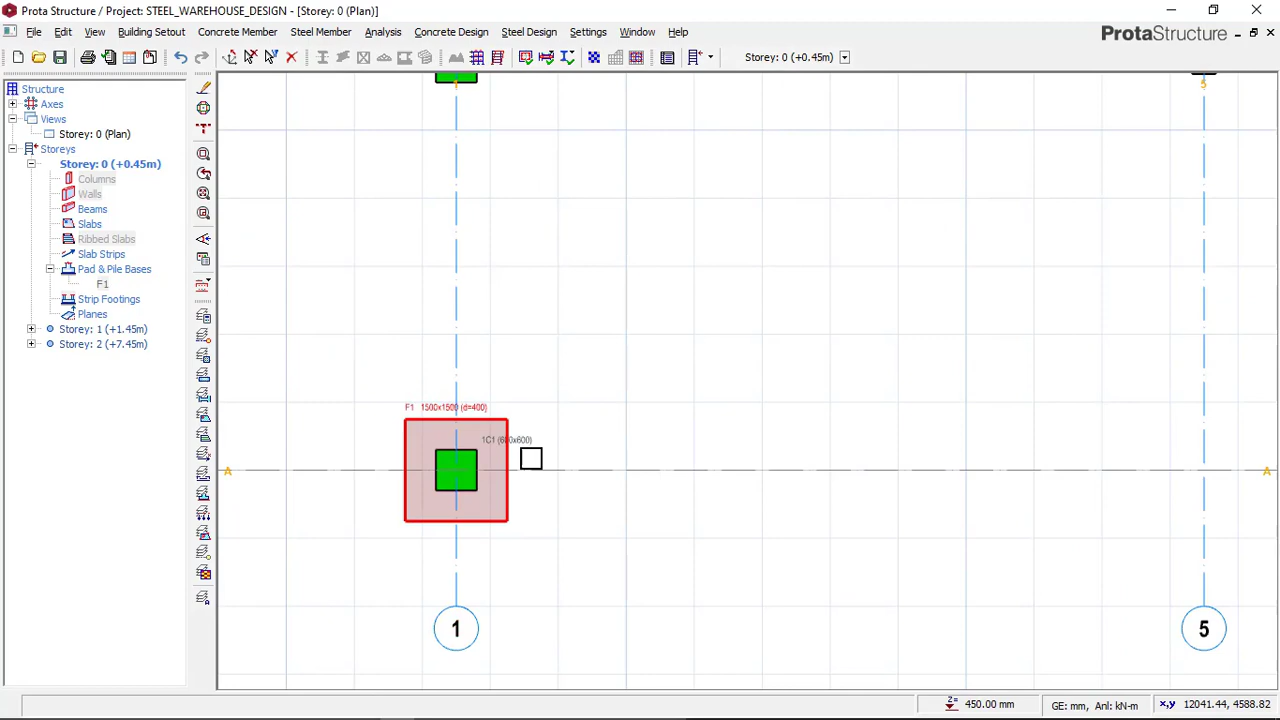 Prota Structure / Project: STEEL_WAREHOUSE_DESIGN - [Storey: 0 (Plan)]
File Edit View Building Setout Concrete Member Steel Member Analysis Concrete Design Steel Design Settings Window Help
ProtaStructure
Storey: 0 (+0.45m)
Structure
Axes
Views
Storey: 0 (Plan)
Storeys
Storey: 0 (+0.45m)
Columns
Walls
Beams
Slabs
Ribbed Slabs
Slab Strips
Pad & Pile Bases
F1
Strip Footings
Planes
Storey: 1 (+1.45m)
Storey: 2 (+7.45m)
1 5
F1 1500x1500 (d=400)
1C1 (600x600)
A A
1 5
Z= 450.00 mm GE: mm, Anl: kN-m x,y 12041.44, 4588.82